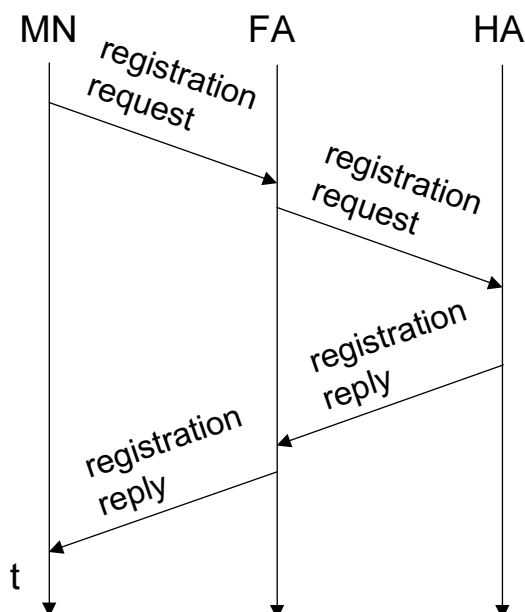 MN FA HA
registration
request
registration
request
registration
reply
registration
reply
t